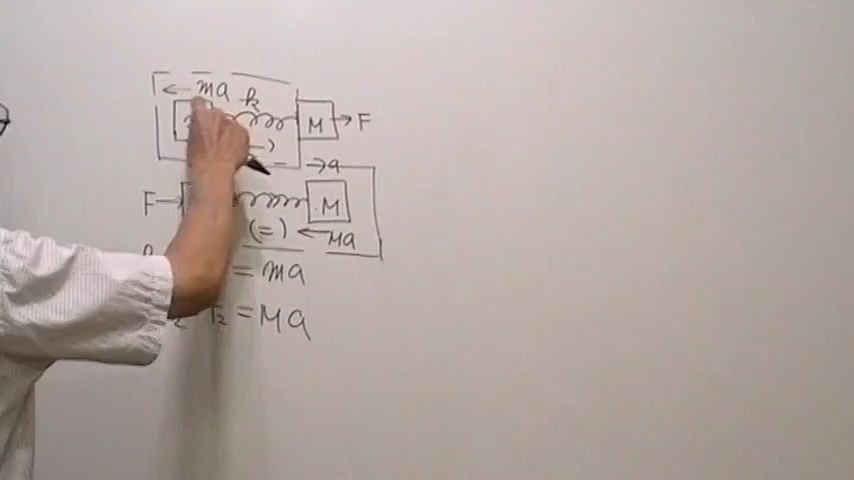 ← ma
k
M → F
→ a
F → M
(=) ← Ma
= ma
= Ma